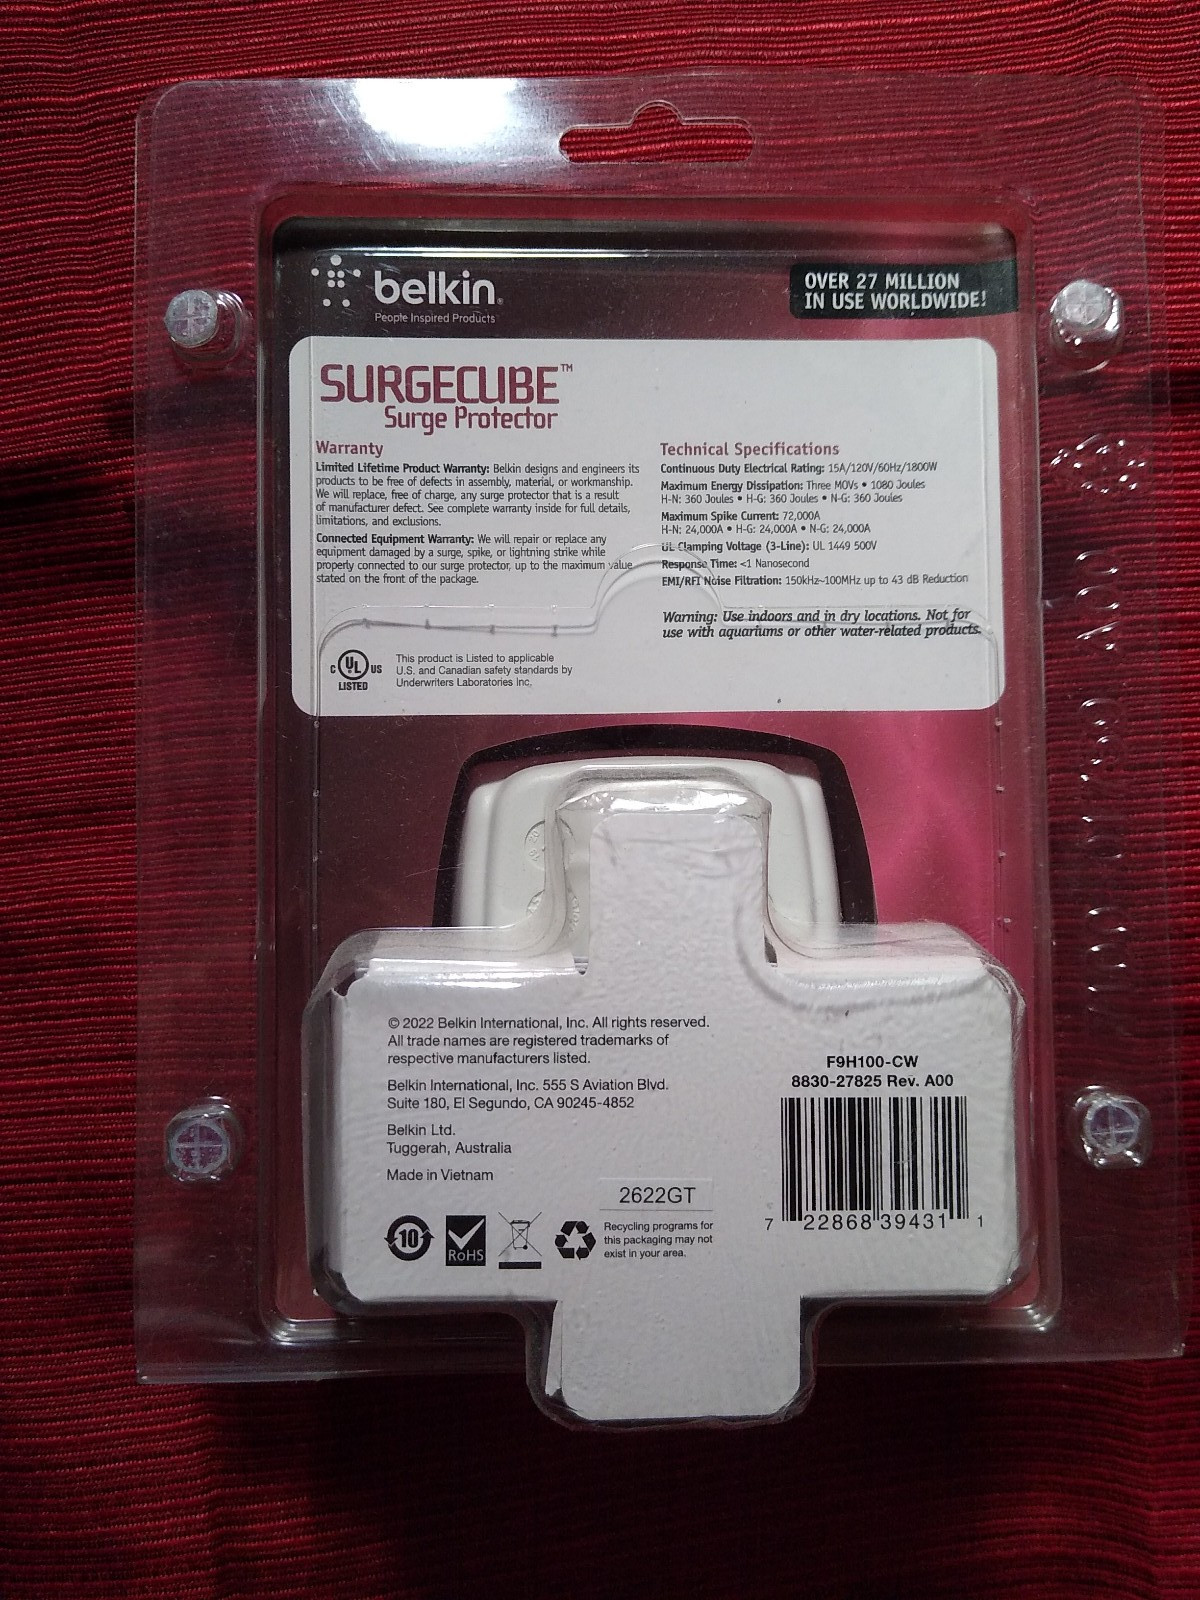 belkin®
People Inspired Products
OVER 27 MILLION
IN USE WORLDWIDE!
SURGECUBE™
Surge Protector
Warranty
Limited Lifetime Product Warranty: Belkin designs and engineers its
products to be free of defects in assembly, material, or workmanship.
We will replace, free of charge, any surge protector that is a result
of manufacturer defect. See complete warranty inside for full details,
limitations, and exclusions.
Connected Equipment Warranty: We will repair or replace any
equipment damaged by a surge, spike, or lightning strike while
properly connected to our surge protector, up to the maximum value
stated on the front of the package.
Technical Specifications
Continuous Duty Electrical Rating: 15A/120V/60Hz/1800W
Maximum Energy Dissipation: Three MOVs • 1080 Joules
H-N: 360 Joules • H-G: 360 Joules • N-G: 360 Joules
Maximum Spike Current: 72,000A
H-N: 24,000A • H-G: 24,000A • N-G: 24,000A
UL Clamping Voltage (3-Line): UL 1449 500V
Response Time: <1 Nanosecond
EMI/RFI Noise Filtration: 150kHz~100MHz up to 43 dB Reduction
Warning: Use indoors and in dry locations. Not for
use with aquariums or other water-related products.
C UL US
LISTED
This product is Listed to applicable
U.S. and Canadian safety standards by
Underwriters Laboratories Inc.
© 2022 Belkin International, Inc. All rights reserved.
All trade names are registered trademarks of
respective manufacturers listed.
Belkin International, Inc. 555 S Aviation Blvd.
Suite 180, El Segundo, CA 90245-4852
Belkin Ltd.
Tuggerah, Australia
Made in Vietnam
2622GT
10
RoHS
Recycling programs for
this packaging may not
exist in your area.
F9H100-CW
8830-27825 Rev. A00
7 22868 39431 1